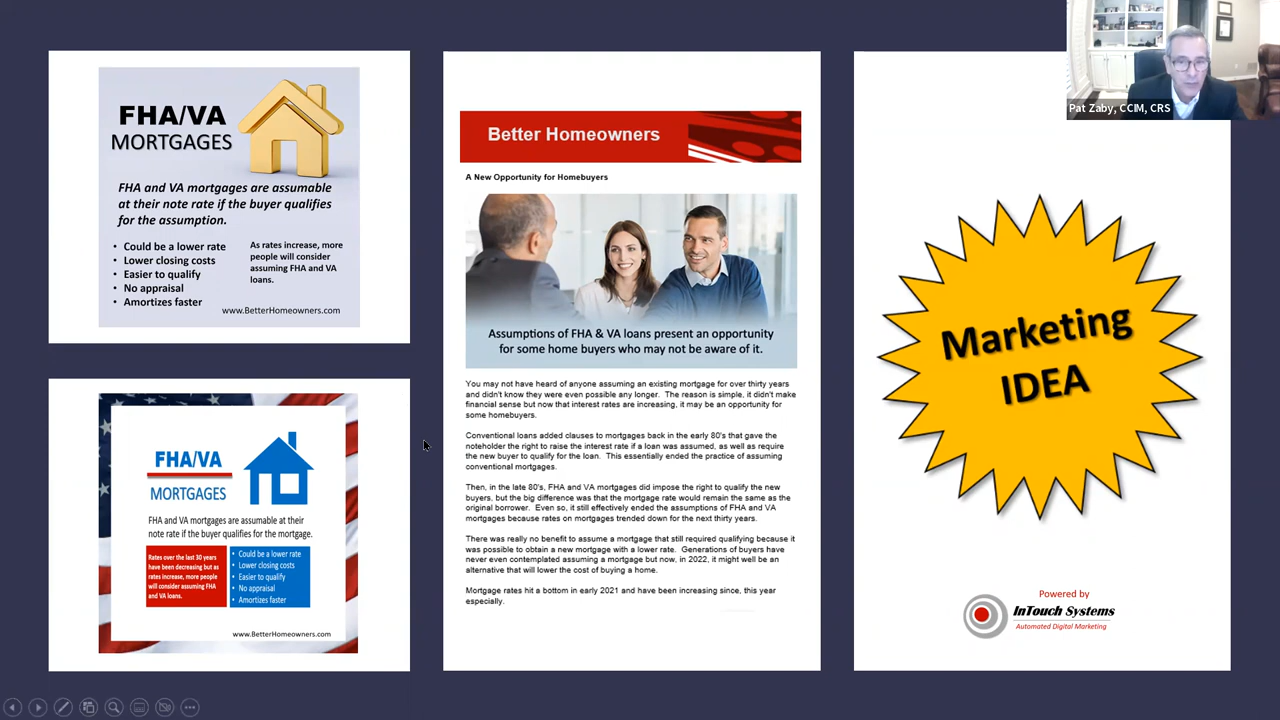 FHA/VA
MORTGAGES
FHA and VA mortgages are assumable
at their note rate if the buyer qualifies
for the assumption.
• Could be a lower rate
• Lower closing costs
• Easier to qualify
• No appraisal
• Amortizes faster
As rates increase, more
people will consider
assuming FHA and VA
loans.
www.BetterHomeowners.com
FHA/VA
MORTGAGES
FHA and VA mortgages are assumable at their
note rate if the buyer qualifies for the mortgage.
Rates over the last 30 years
have been decreasing but as
rates increase, more people
will consider assuming FHA
and VA loans.
• Could be a lower rate
• Lower closing costs
• Easier to qualify
• No appraisal
• Amortizes faster
www.BetterHomeowners.com
Better Homeowners
A New Opportunity for Homebuyers
Assumptions of FHA & VA loans present an opportunity
for some home buyers who may not be aware of it.
You may not have heard of anyone assuming an existing mortgage for over thirty years
and didn't know they were even possible any longer. The reason is simple, it didn't make
financial sense but now that interest rates are increasing, it may be an opportunity for
some homebuyers.
Conventional loans added clauses to mortgages back in the early 80's that gave the
noteholder the right to raise the interest rate if a loan was assumed, as well as require
the new buyer to qualify for the loan. This essentially ended the practice of assuming
conventional mortgages.
Then, in the late 80's, FHA and VA mortgages did impose the right to qualify the new
buyers, but the big difference was that the mortgage rate would remain the same as the
original borrower. Even so, it still effectively ended the assumptions of FHA and VA
mortgages because rates on mortgages trended down for the next thirty years.
There was really no benefit to assume a mortgage that still required qualifying because it
was possible to obtain a new mortgage with a lower rate. Generations of buyers have
never even contemplated assuming a mortgage but now, in 2022, it might well be an
alternative that will lower the cost of buying a home.
Mortgage rates hit a bottom in early 2021 and have been increasing since, this year
especially.
Pat Zaby, CCIM, CRS
Marketing
IDEA
Powered by
InTouch Systems
Automated Digital Marketing